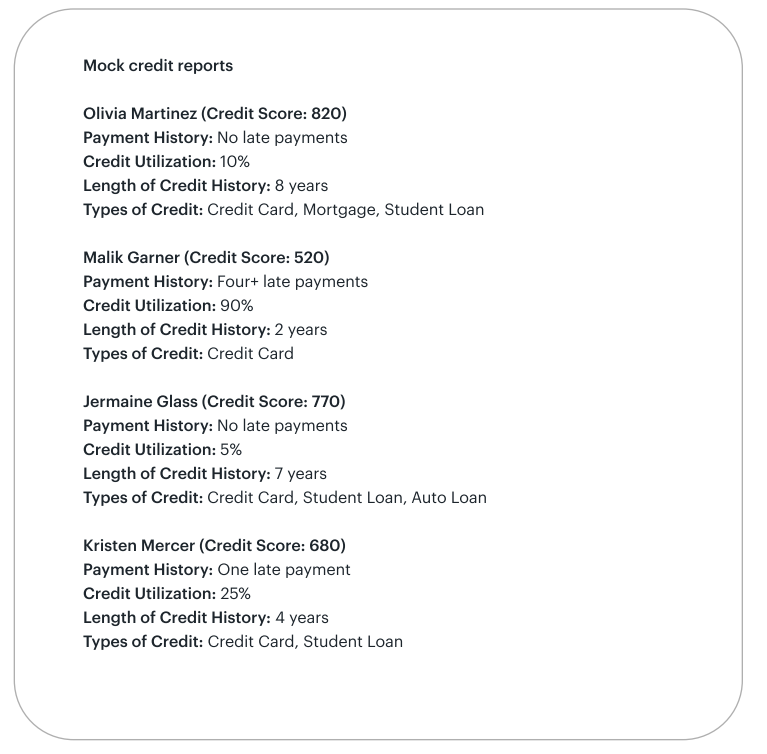 Mock credit reports
Olivia Martinez (Credit Score: 820)
Payment History: No late payments
Credit Utilization: 10%
Length of Credit History: 8 years
Types of Credit: Credit Card, Mortgage, Student Loan
Malik Garner (Credit Score: 520)
Payment History: Four+ late payments
Credit Utilization: 90%
Length of Credit History: 2 years
Types of Credit: Credit Card
Jermaine Glass (Credit Score: 770)
Payment History: No late payments
Credit Utilization: 5%
Length of Credit History: 7 years
Types of Credit: Credit Card, Student Loan, Auto Loan
Kristen Mercer (Credit Score: 680)
Payment History: One late payment
Credit Utilization: 25%
Length of Credit History: 4 years
Types of Credit: Credit Card, Student Loan